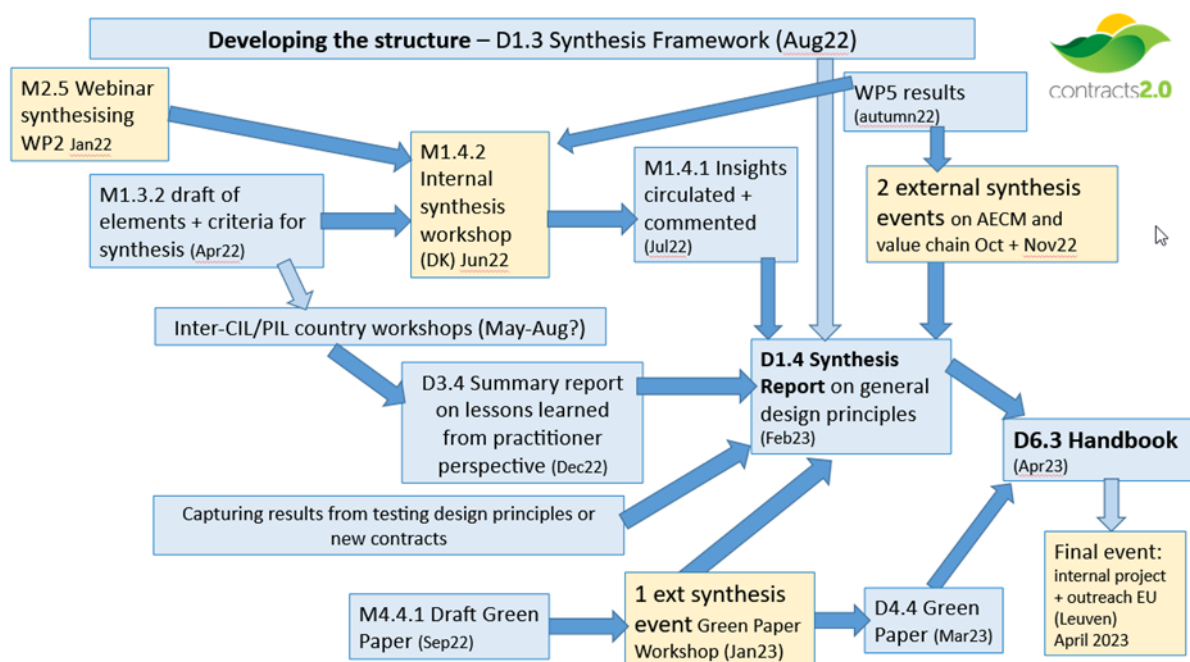 Developing the structure – D1.3 Synthesis Framework (Aug22)
contracts2.0
M2.5 Webinar
synthesising
WP2 Jan22
WP5 results
(autumn22)
M1.4.2
Internal
synthesis
workshop
(DK) Jun22
M1.4.1 Insights
circulated +
commented
(Jul22)
2 external synthesis
events on AECM and
value chain Oct + Nov22
M1.3.2 draft of
elements + criteria for
synthesis (Apr22)
Inter-CIL/PIL country workshops (May-Aug?)
D3.4 Summary report
on lessons learned
from practitioner
perspective (Dec22)
D1.4 Synthesis
Report on general
design principles
(Feb23)
D6.3 Handbook
(Apr23)
Capturing results from testing design principles or
new contracts
M4.4.1 Draft Green
Paper (Sep22)
1 ext synthesis
event Green Paper
Workshop (Jan23)
D4.4 Green
Paper (Mar23)
Final event:
internal project
+ outreach EU
(Leuven)
April 2023